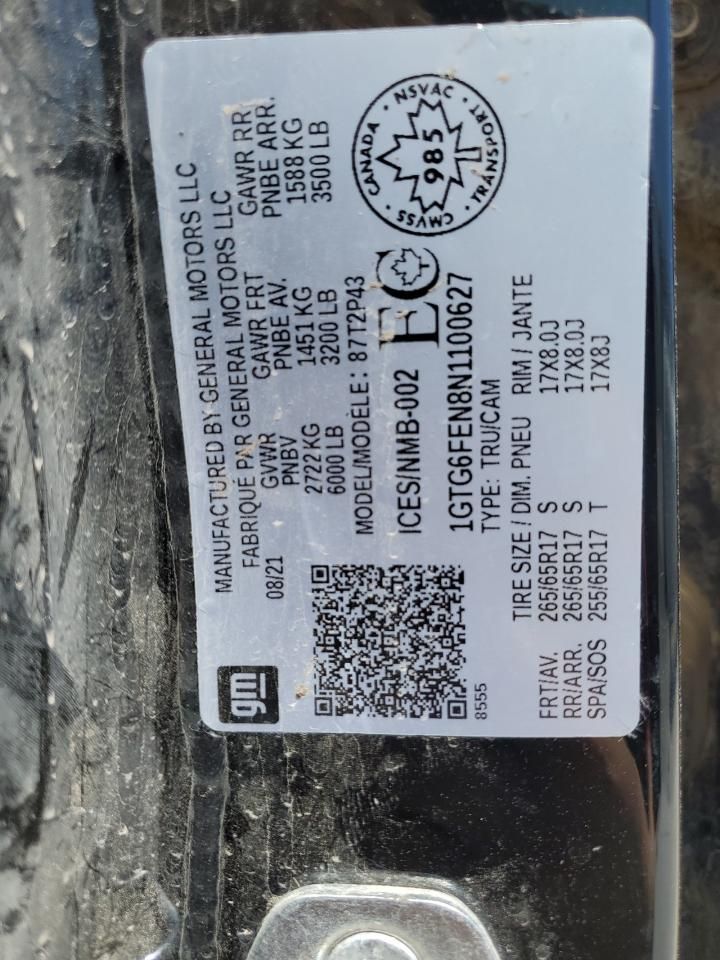 gm
MANUFACTURED BY GENERAL MOTORS LLC
FABRIQUE PAR GENERAL MOTORS LLC
08/21 GVWR GAWR FRT GAWR RR
PNBV PNBE AV. PNBE ARR.
2722 KG 1451 KG 1588 KG
6000 LB 3200 LB 3500 LB
MODEL/MODELE: 87T2P43
ICES/NMB-002 EC
CANADA · NSVAC · TRANSPORT · CMVSS
985
T
1GTG6FEN8N1100627
TYPE: TRU/CAM
8555
TIRE SIZE / DIM. PNEU RIM / JANTE
FRT/AV. 265/65R17 S 17X8.0J
RR/ARR. 265/65R17 S 17X8.0J
SPA/SOS 255/65R17 T 17X8J